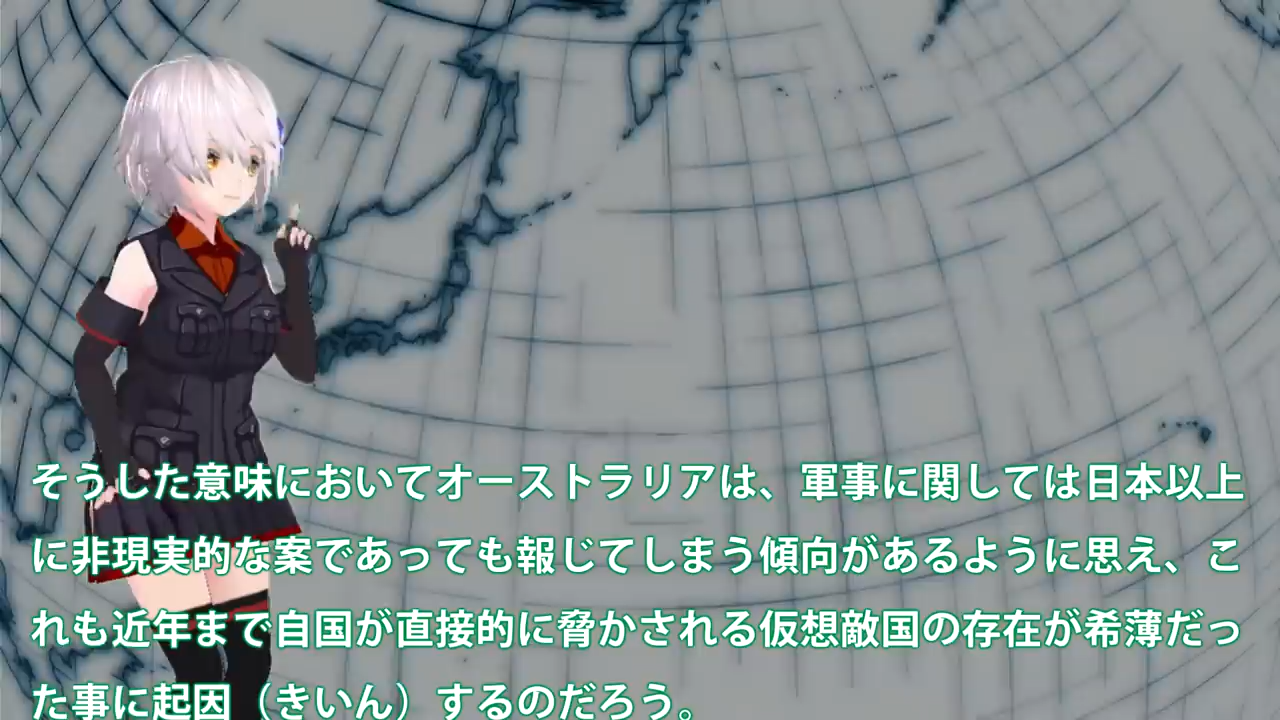 そうした意味においてオーストラリアは、軍事に関しては日本以上
に非現実的な案であっても報じてしまう傾向があるように思え、こ
れも近年まで自国が直接的に脅かされる仮想敵国の存在が希薄だっ
た事に起因（きいん）するのだろう。